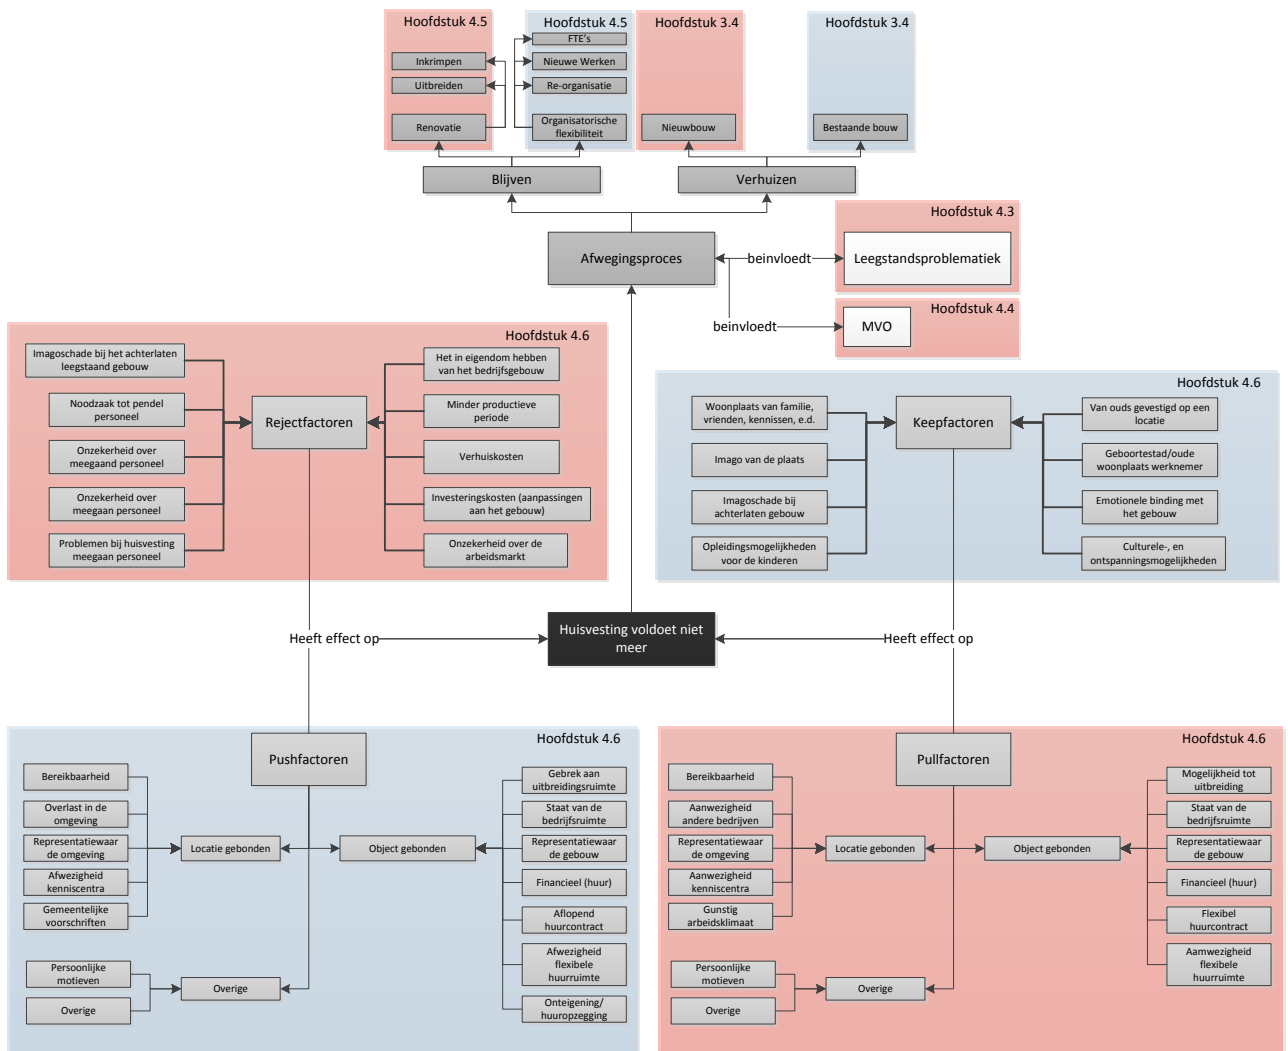 Hoofdstuk 4.5
Inkrimpen
Uitbreiden
Renovatie
Hoofdstuk 4.5
FTE's
Nieuwe Werken
Re-organisatie
Organisatorische
flexibiliteit
Hoofdstuk 3.4
Nieuwbouw
Hoofdstuk 3.4
Bestaande bouw
Blijven
Verhuizen
Afwegingsproces
beinvloedt
Hoofdstuk 4.3
Leegstandsproblematiek
beinvloedt
Hoofdstuk 4.4
MVO
Hoofdstuk 4.6
Imagoschade bij het achterlaten
leegstaand gebouw
Noodzaak tot pendel
personeel
Onzekerheid over
meegaand personeel
Onzekerheid over
meegaan personeel
Problemen bij huisvesting
meegaan personeel
Rejectfactoren
Het in eigendom hebben
van het bedrijfsgebouw
Minder productieve
periode
Verhuiskosten
Investeringskosten (aanpassingen
aan het gebouw)
Onzekerheid over de
arbeidsmarkt
Hoofdstuk 4.6
Woonplaats van familie,
vrienden, kennissen, e.d.
Imago van de plaats
Imagoschade bij
achterlaten gebouw
Opleidingsmogelijkheden
voor de kinderen
Keepfactoren
Van ouds gevestigd op een
locatie
Geboortestad/oude
woonplaats werknemer
Emotionele binding met
het gebouw
Culturele-, en
ontspanningsmogelijkheden
Heeft effect op
Huisvesting voldoet niet
meer
Heeft effect op
Hoofdstuk 4.6
Pushfactoren
Bereikbaarheid
Overlast in de
omgeving
Representatiewaar
de omgeving
Afwezigheid
kenniscentra
Gemeentelijke
voorschriften
Locatie gebonden
Object gebonden
Gebrek aan
uitbreidingsruimte
Staat van de
bedrijfsruimte
Representatiewaar
de gebouw
Financieel (huur)
Aflopend
huurcontract
Afwezigheid
flexibele
huurruimte
Onteigening/
huuropzegging
Persoonlijke
motieven
Overige
Overige
Hoofdstuk 4.6
Pullfactoren
Bereikbaarheid
Aanwezigheid
andere bedrijven
Representatiewaar
de omgeving
Aanwezigheid
kenniscentra
Gunstig
arbeidsklimaat
Locatie gebonden
Object gebonden
Mogelijkheid tot
uitbreiding
Staat van de
bedrijfsruimte
Representatiewaar
de gebouw
Financieel (huur)
Flexibel
huurcontract
Aamwezigheid
flexibele
huurruimte
Persoonlijke
motieven
Overige
Overige